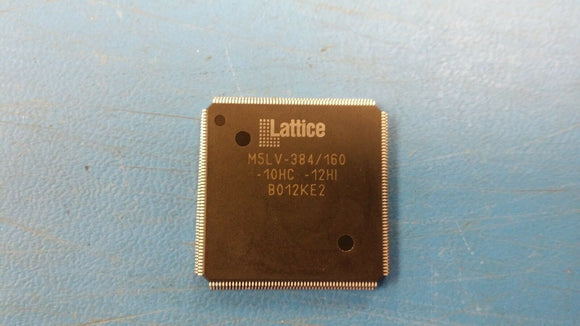 Lattice
M5LV-384/160
-10HC -12HI
B012KE2